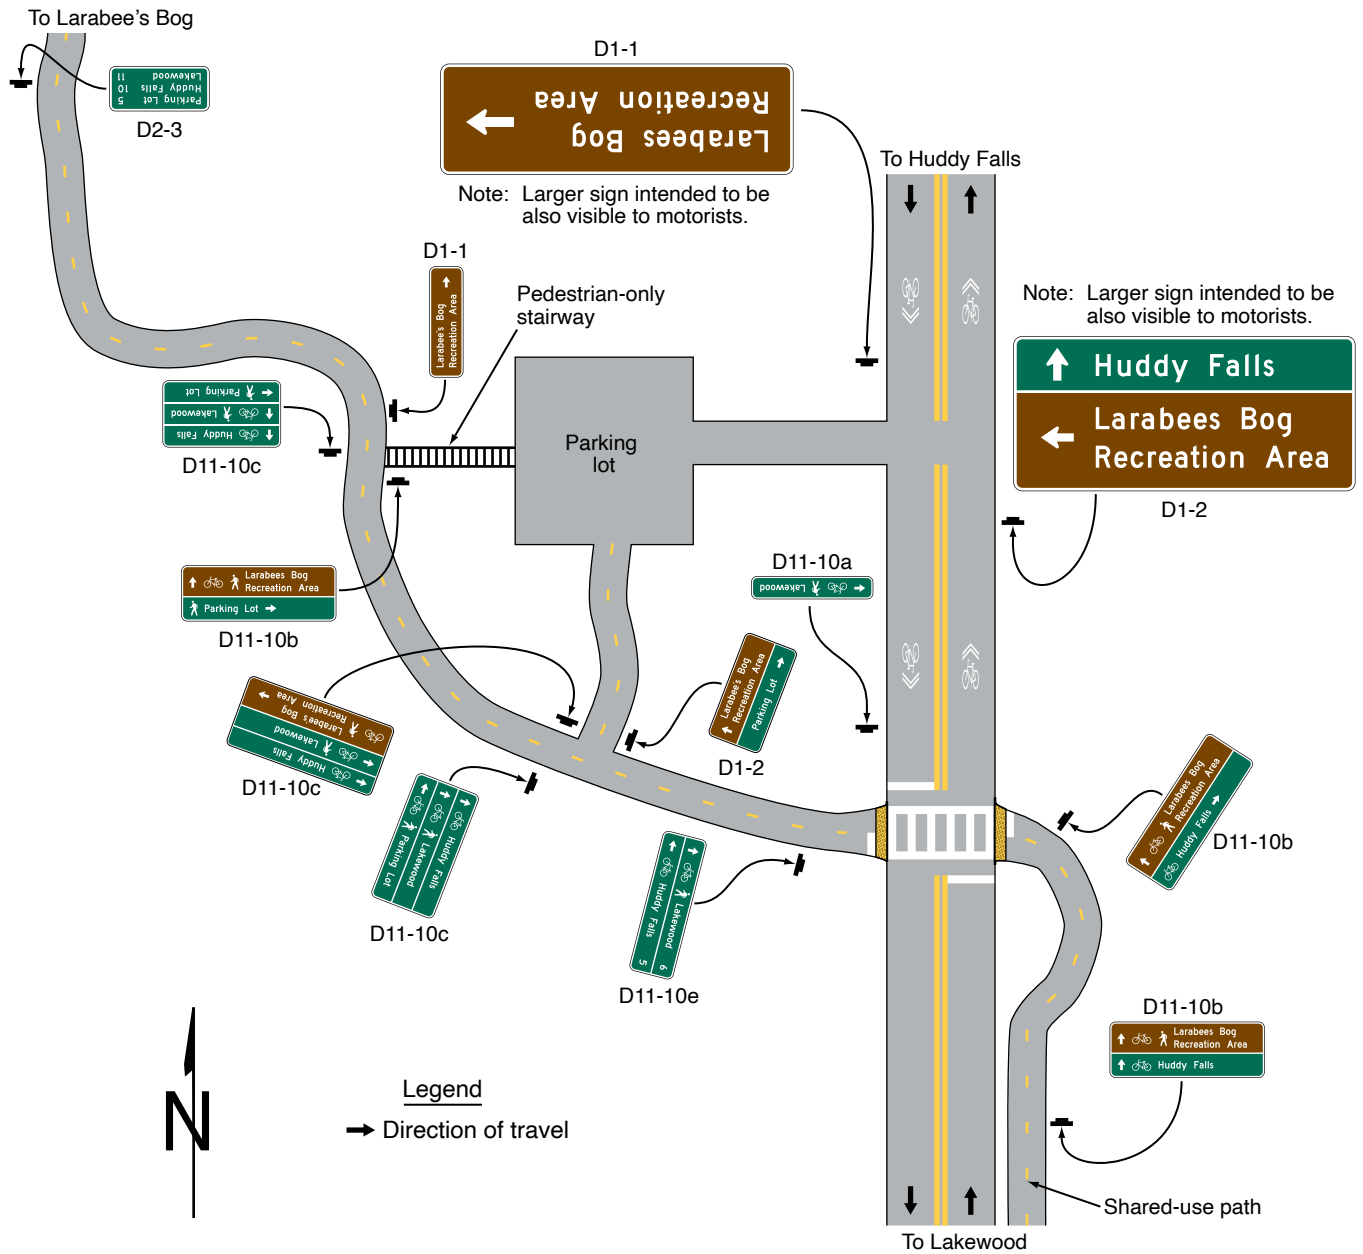 To Larabee's Bog
Parking Lot 5
Huddy Falls 10
Lakewood 11
D2-3
D1-1
Larabees Bog
Recreation Area
Note: Larger sign intended to be
also visible to motorists.
To Huddy Falls
D1-1
Larabee's Bog
Recreation Area
Pedestrian-only
stairway
Note: Larger sign intended to be
also visible to motorists.
Huddy Falls
Larabees Bog
Recreation Area
D1-2
Huddy Falls
Lakewood
Parking Lot
D11-10c
Parking
lot
Larabees Bog
Recreation Area
Parking Lot
D11-10b
D11-10a
Lakewood
Larabee's Bog
Recreation Area
Parking Lot
D1-2
Huddy Falls
Lakewood
Larabee's Bog
Recreation Area
D11-10c
Huddy Falls
Lakewood
Parking Lot
D11-10c
Lakewood 6
Huddy Falls 5
D11-10e
Larabees Bog
Recreation Area
Huddy Falls
D11-10b
D11-10b
Larabees Bog
Recreation Area
Huddy Falls
N
Legend
Direction of travel
Shared-use path
To Lakewood